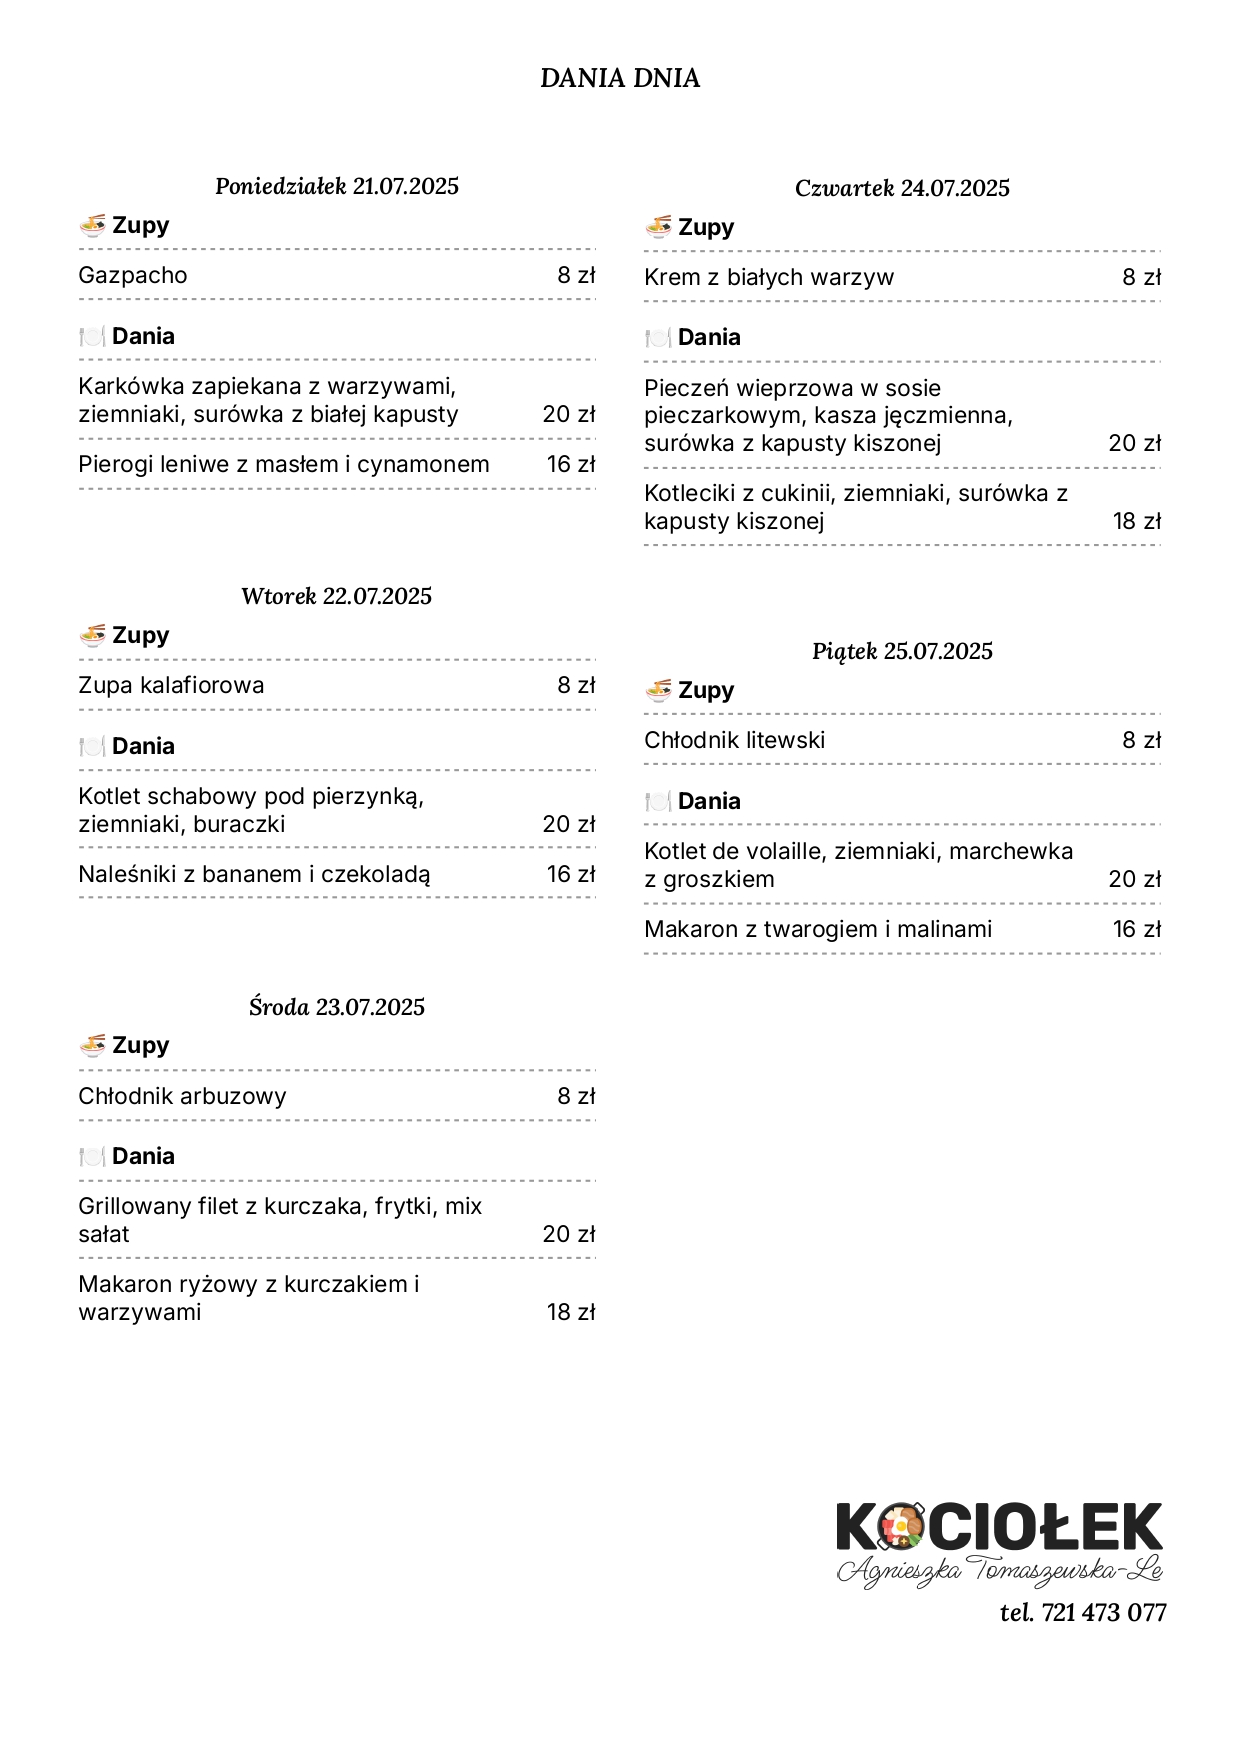 DANIA DNIA
Poniedziałek 21.07.2025
Zupy
Gazpacho 8 zł
Dania
Karkówka zapiekana z warzywami,
ziemniaki, surówka z białej kapusty 20 zł
Pierogi leniwe z masłem i cynamonem 16 zł
Wtorek 22.07.2025
Zupy
Zupa kalafiorowa 8 zł
Dania
Kotlet schabowy pod pierzynką,
ziemniaki, buraczki 20 zł
Naleśniki z bananem i czekoladą 16 zł
Środa 23.07.2025
Zupy
Chłodnik arbuzowy 8 zł
Dania
Grillowany filet z kurczaka, frytki, mix
sałat 20 zł
Makaron ryżowy z kurczakiem i
warzywami 18 zł
Czwartek 24.07.2025
Zupy
Krem z białych warzyw 8 zł
Dania
Pieczeń wieprzowa w sosie
pieczarkowym, kasza jęczmienna,
surówka z kapusty kiszonej 20 zł
Kotleciki z cukinii, ziemniaki, surówka z
kapusty kiszonej 18 zł
Piątek 25.07.2025
Zupy
Chłodnik litewski 8 zł
Dania
Kotlet de volaille, ziemniaki, marchewka
z groszkiem 20 zł
Makaron z twarogiem i malinami 16 zł
KOCIOŁEK
Agnieszka Tomaszewska-Le
tel. 721 473 077